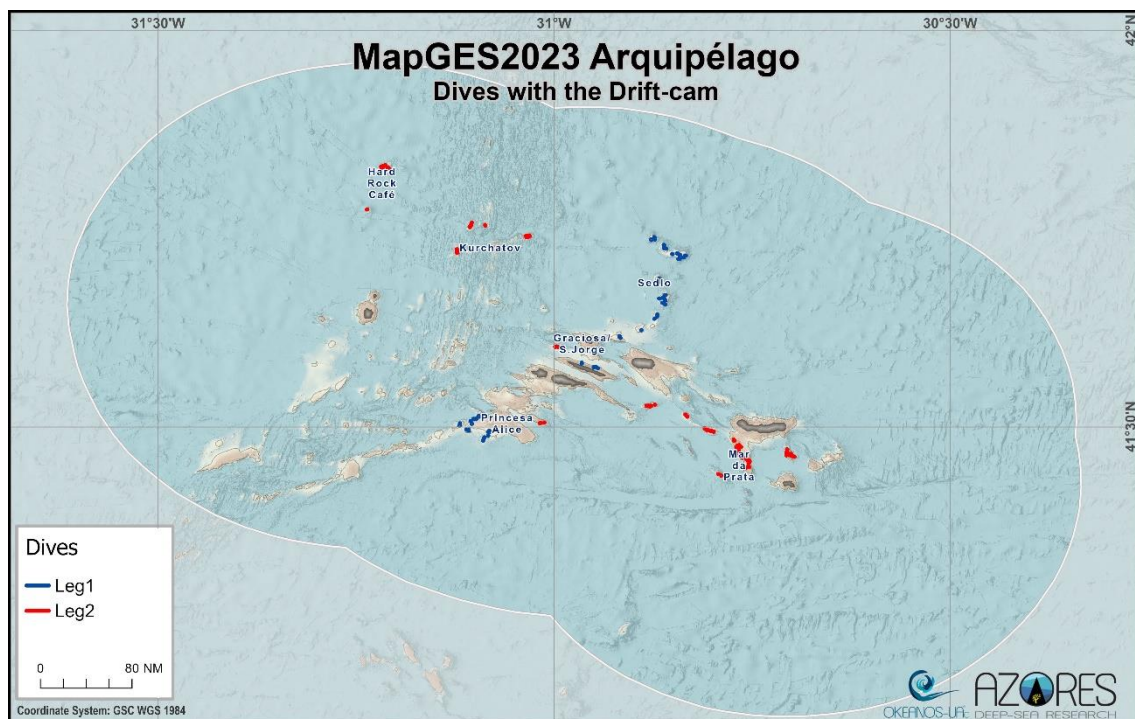 31°30'W
31°W
30°30'W
42°N
MapGES2023 Arquipélago
Dives with the Drift-cam
Hard
Rock
Café
Kurchatov
Sedlo
Graciosa/
S.Jorge
Princesa
Alice
41°30'N
Mar
da
Prata
Dives
Leg1
Leg2
0 80 NM
Coordinate System: GSC WGS 1984
OKEANOS-UAc
AZORES
DEEP-SEA RESEARCH